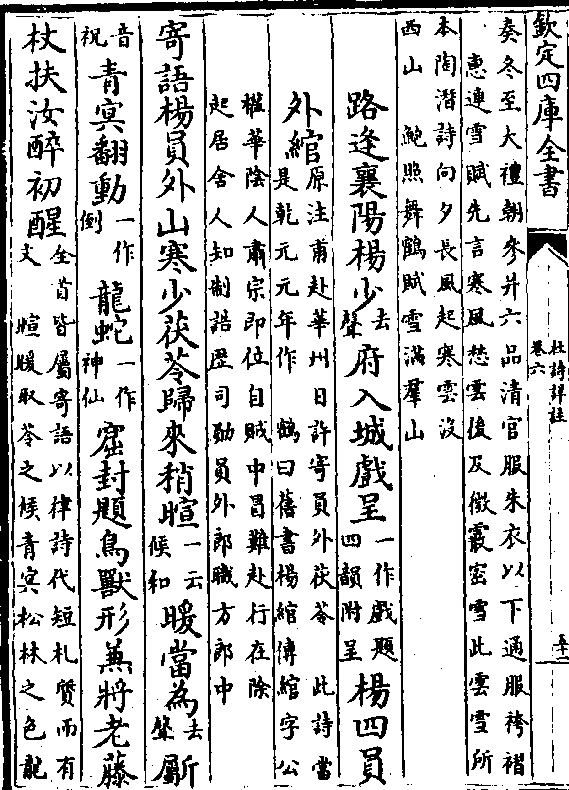 欽定四庫全書
杜詩詳註
卷六
奏冬至大禮朝參并六品清官服朱衣以下通服袴褶
惠連雪賦先言寒風愁雲後及微霰密雪此雲雪所
本陶潛詩向夕長風起寒雲沒
西山 鮑照舞鶴賦雪滿羣山
路逢襄陽楊少去聲府入城戲呈一作戲題四韻附呈楊四員
外綰原注甫赴華州日許寄員外茯苓 此詩當
是乾元元年作 鶴曰舊書楊綰傳綰字公
權華陰人肅宗即位自賊中冒難赴行在除
起居舍人知制誥歷司勛員外郎職方郎中
寄語楊員外山寒少茯苓歸來稍暄一云候和暖當為去聲斸
音祝青冥翻動一作倒龍蛇一作神仙窟封題鳥獸形兼將老藤
杖扶汝醉初醒全首皆屬寄語以律詩代短札質而有
文 暄暖取苓之候青冥松林之色龍